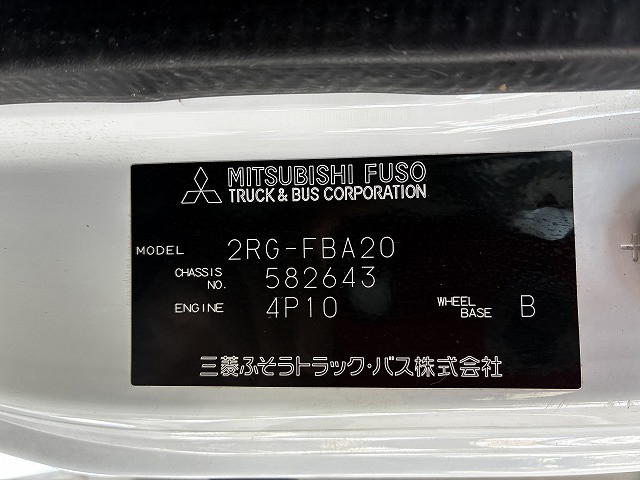 MITSUBISHI FUSO
TRUCK & BUS CORPORATION
MODEL 2RG-FBA20
CHASSIS NO. 582643
ENGINE 4P10 WHEEL BASE B
三菱ふそうトラック・バス株式会社